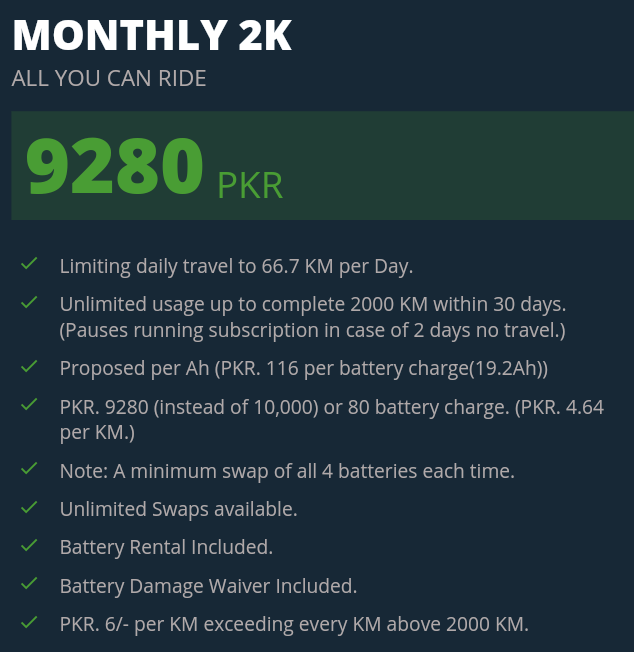 MONTHLY 2K
ALL YOU CAN RIDE
9280 PKR
Limiting daily travel to 66.7 KM per Day.
Unlimited usage up to complete 2000 KM within 30 days.
(Pauses running subscription in case of 2 days no travel.)
Proposed per Ah (PKR. 116 per battery charge(19.2Ah))
PKR. 9280 (instead of 10,000) or 80 battery charge. (PKR. 4.64
per KM.)
Note: A minimum swap of all 4 batteries each time.
Unlimited Swaps available.
Battery Rental Included.
Battery Damage Waiver Included.
PKR. 6/- per KM exceeding every KM above 2000 KM.